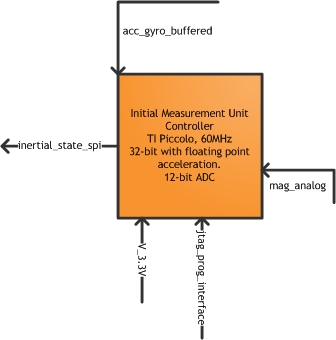 acc_gyro_buffered
Initial Measurement Unit
Controller
TI Piccolo, 60MHz
32-bit with floating point
acceleration.
12-bit ADC
inertial_state_spi
mag_analog
V_3.3V
jtag_prog_interface